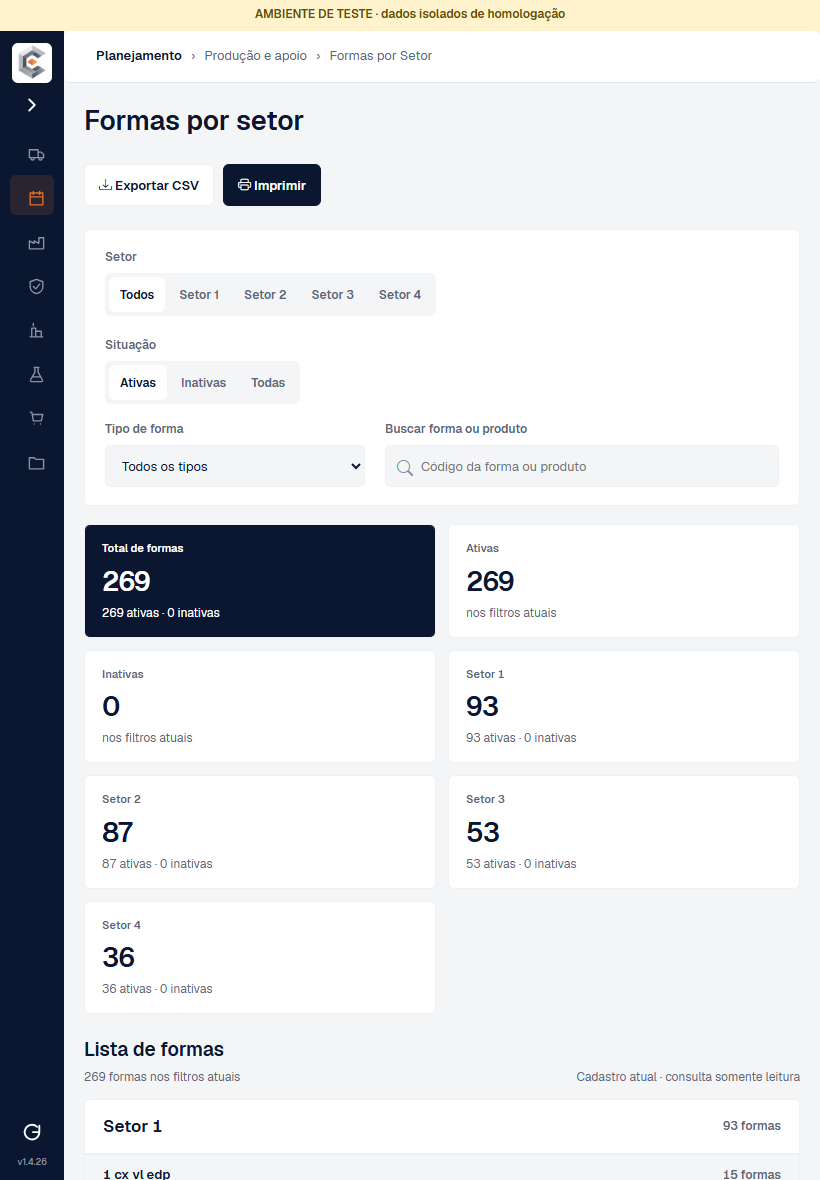 AMBIENTE DE TESTE · dados isolados de homologação
Planejamento › Produção e apoio › Formas por Setor
Formas por setor
Exportar CSV
Imprimir
Setor
Todos Setor 1 Setor 2 Setor 3 Setor 4
Situação
Ativas Inativas Todas
Tipo de forma
Todos os tipos
Buscar forma ou produto
Código da forma ou produto
Total de formas
269
269 ativas · 0 inativas
Ativas
269
nos filtros atuais
Inativas
0
nos filtros atuais
Setor 1
93
93 ativas · 0 inativas
Setor 2
87
87 ativas · 0 inativas
Setor 3
53
53 ativas · 0 inativas
Setor 4
36
36 ativas · 0 inativas
Lista de formas
269 formas nos filtros atuais
Cadastro atual · consulta somente leitura
Setor 1
93 formas
1 cx vl edp
15 formas
v1.4.26